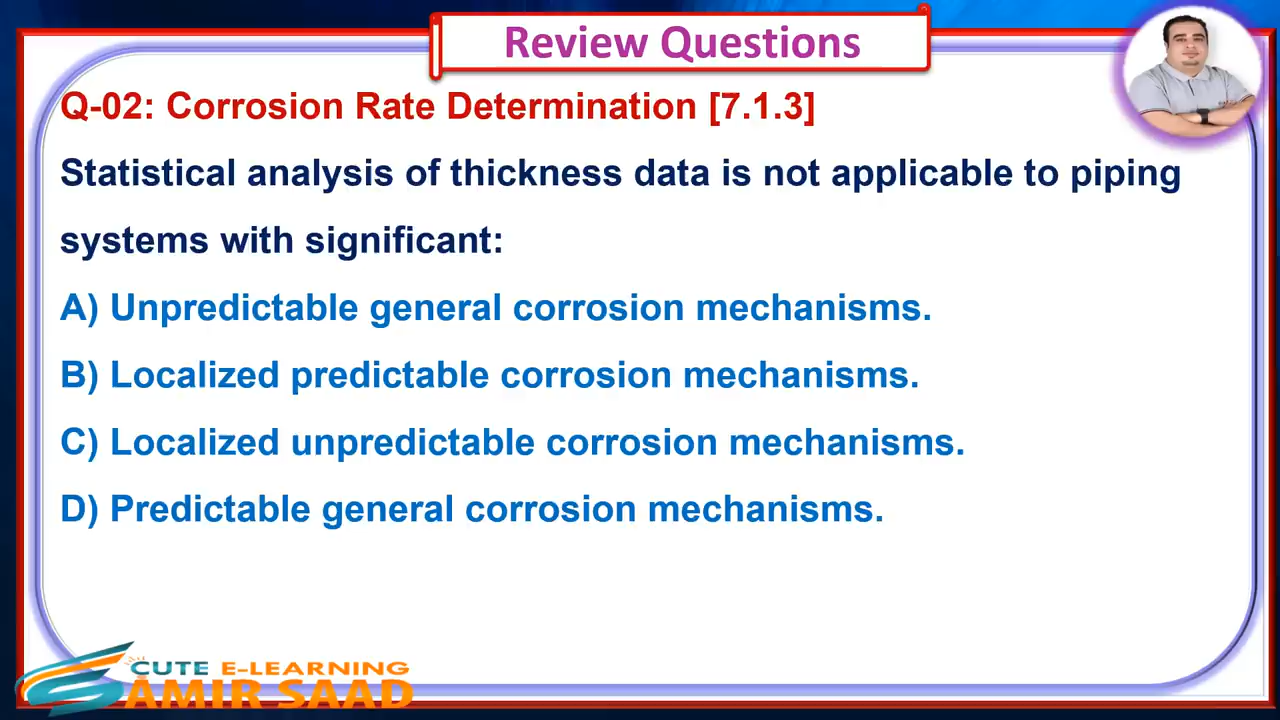 Review Questions
Q-02: Corrosion Rate Determination [7.1.3]
Statistical analysis of thickness data is not applicable to piping
systems with significant:
A) Unpredictable general corrosion mechanisms.
B) Localized predictable corrosion mechanisms.
C) Localized unpredictable corrosion mechanisms.
D) Predictable general corrosion mechanisms.
CUTE E-LEARNING
AMIR SAAD